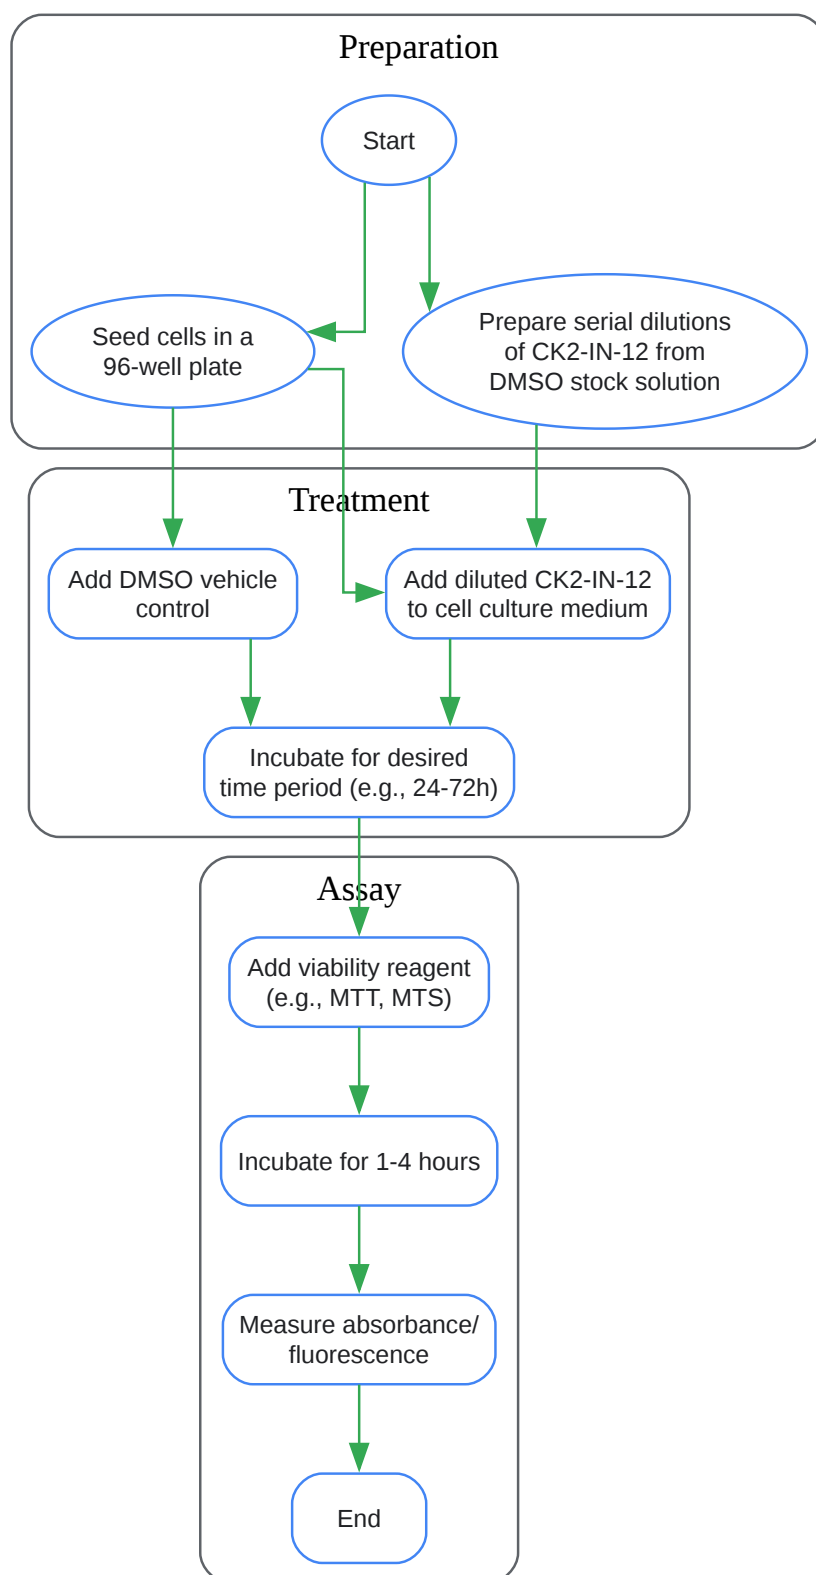 Preparation
Start
Seed cells in a
96-well plate
Prepare serial dilutions
of CK2-IN-12 from
DMSO stock solution
Treatment
Add DMSO vehicle
control
Add diluted CK2-IN-12
to cell culture medium
Incubate for desired
time period (e.g., 24-72h)
Assay
Add viability reagent
(e.g., MTT, MTS)
Incubate for 1-4 hours
Measure absorbance/
fluorescence
End